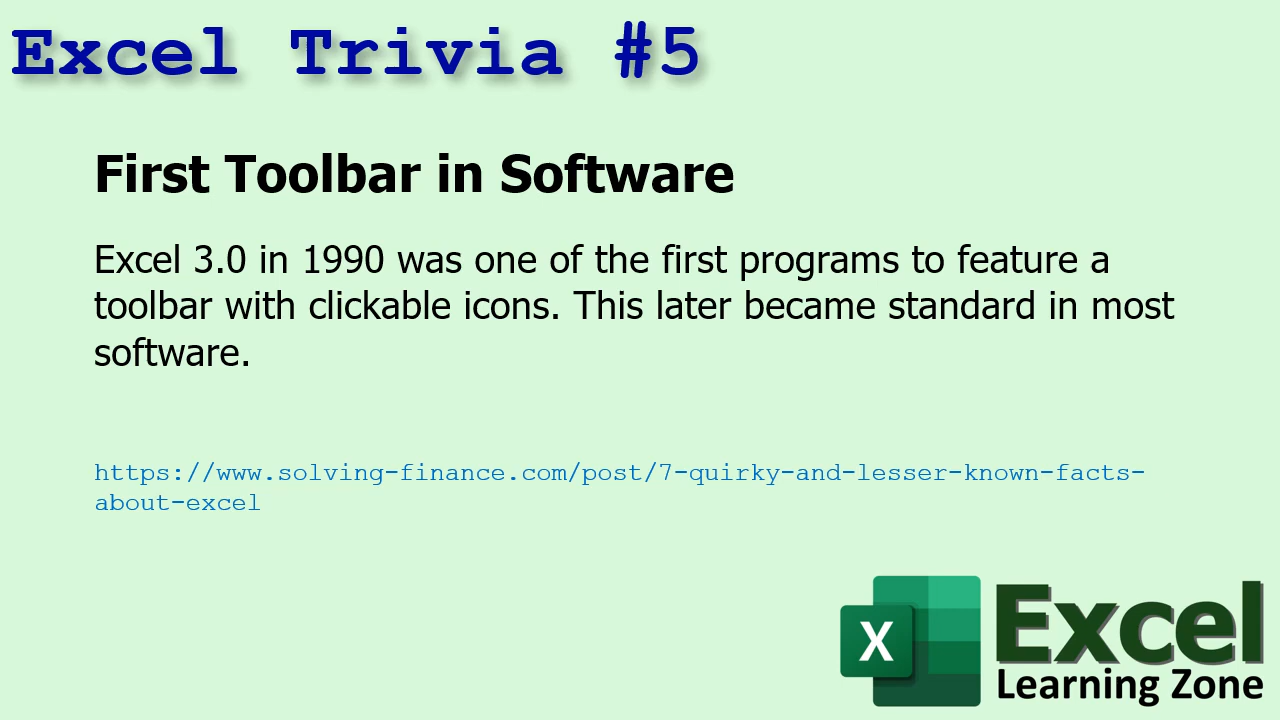 Excel Trivia #5
First Toolbar in Software
Excel 3.0 in 1990 was one of the first programs to feature a
toolbar with clickable icons. This later became standard in most
software.
https://www.solving-finance.com/post/7-quirky-and-lesser-known-facts-
about-excel
X
Excel
Learning Zone